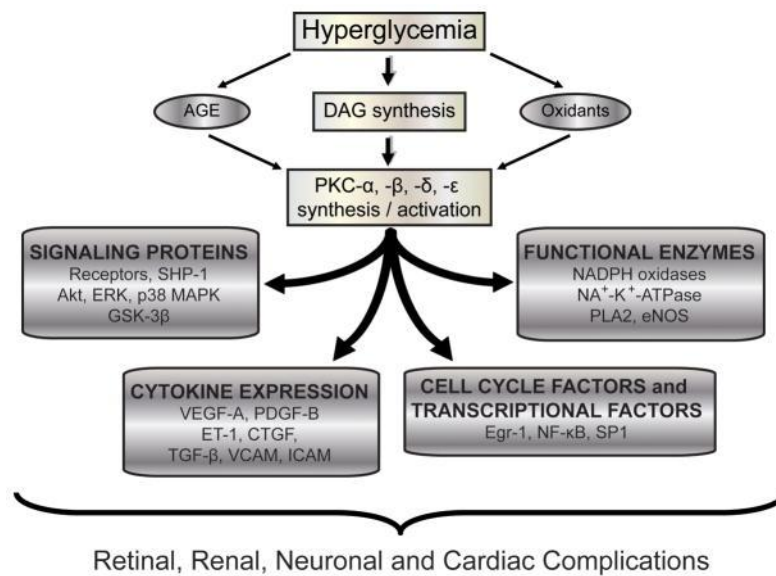 Hyperglycemia
AGE
DAG synthesis
Oxidants
PKC-α, -β, -δ, -ε
synthesis / activation
SIGNALING PROTEINS
Receptors, SHP-1
Akt, ERK, p38 MAPK
GSK-3β
FUNCTIONAL ENZYMES
NADPH oxidases
NA⁺-K⁺-ATPase
PLA2, eNOS
CYTOKINE EXPRESSION
VEGF-A, PDGF-B
ET-1, CTGF,
TGF-β, VCAM, ICAM
CELL CYCLE FACTORS and
TRANSCRIPTIONAL FACTORS
Egr-1, NF-κB, SP1
Retinal, Renal, Neuronal and Cardiac Complications